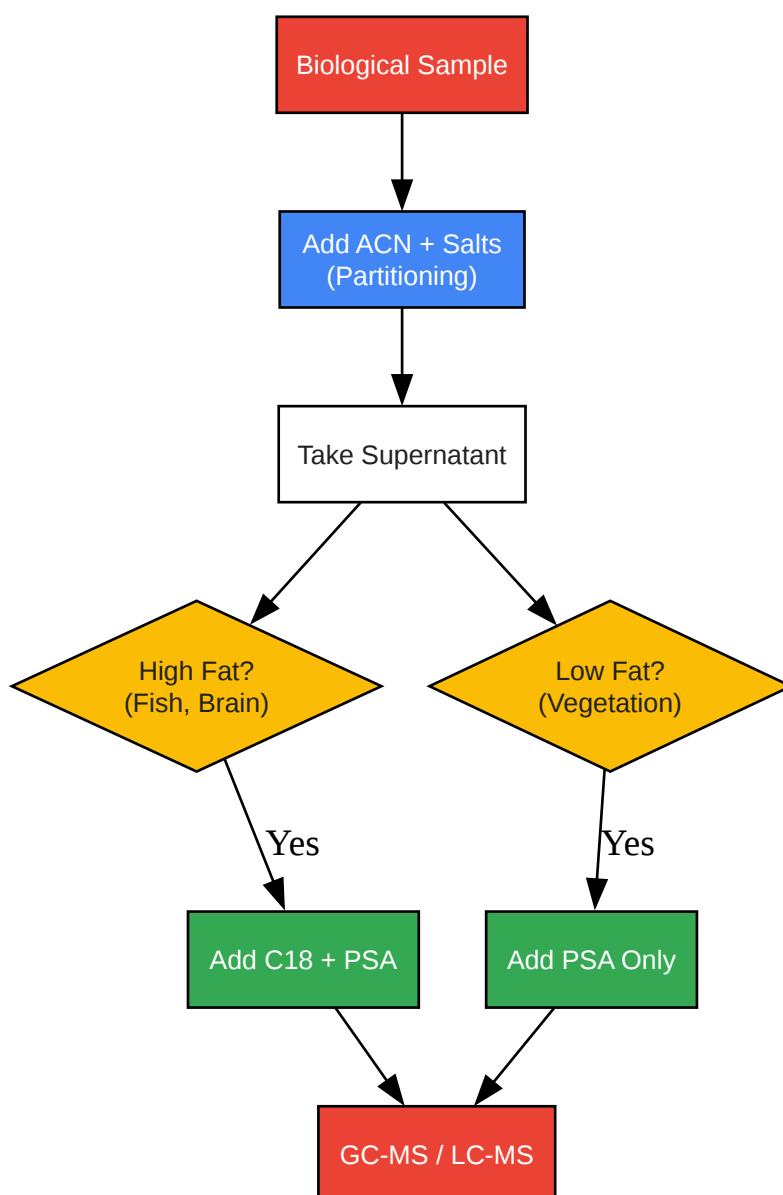 Biological Sample
Add ACN + Salts
(Partitioning)
Take Supernatant
High Fat?
(Fish, Brain)
Low Fat?
(Vegetation)
Yes
Yes
Add C18 + PSA
Add PSA Only
GC-MS / LC-MS